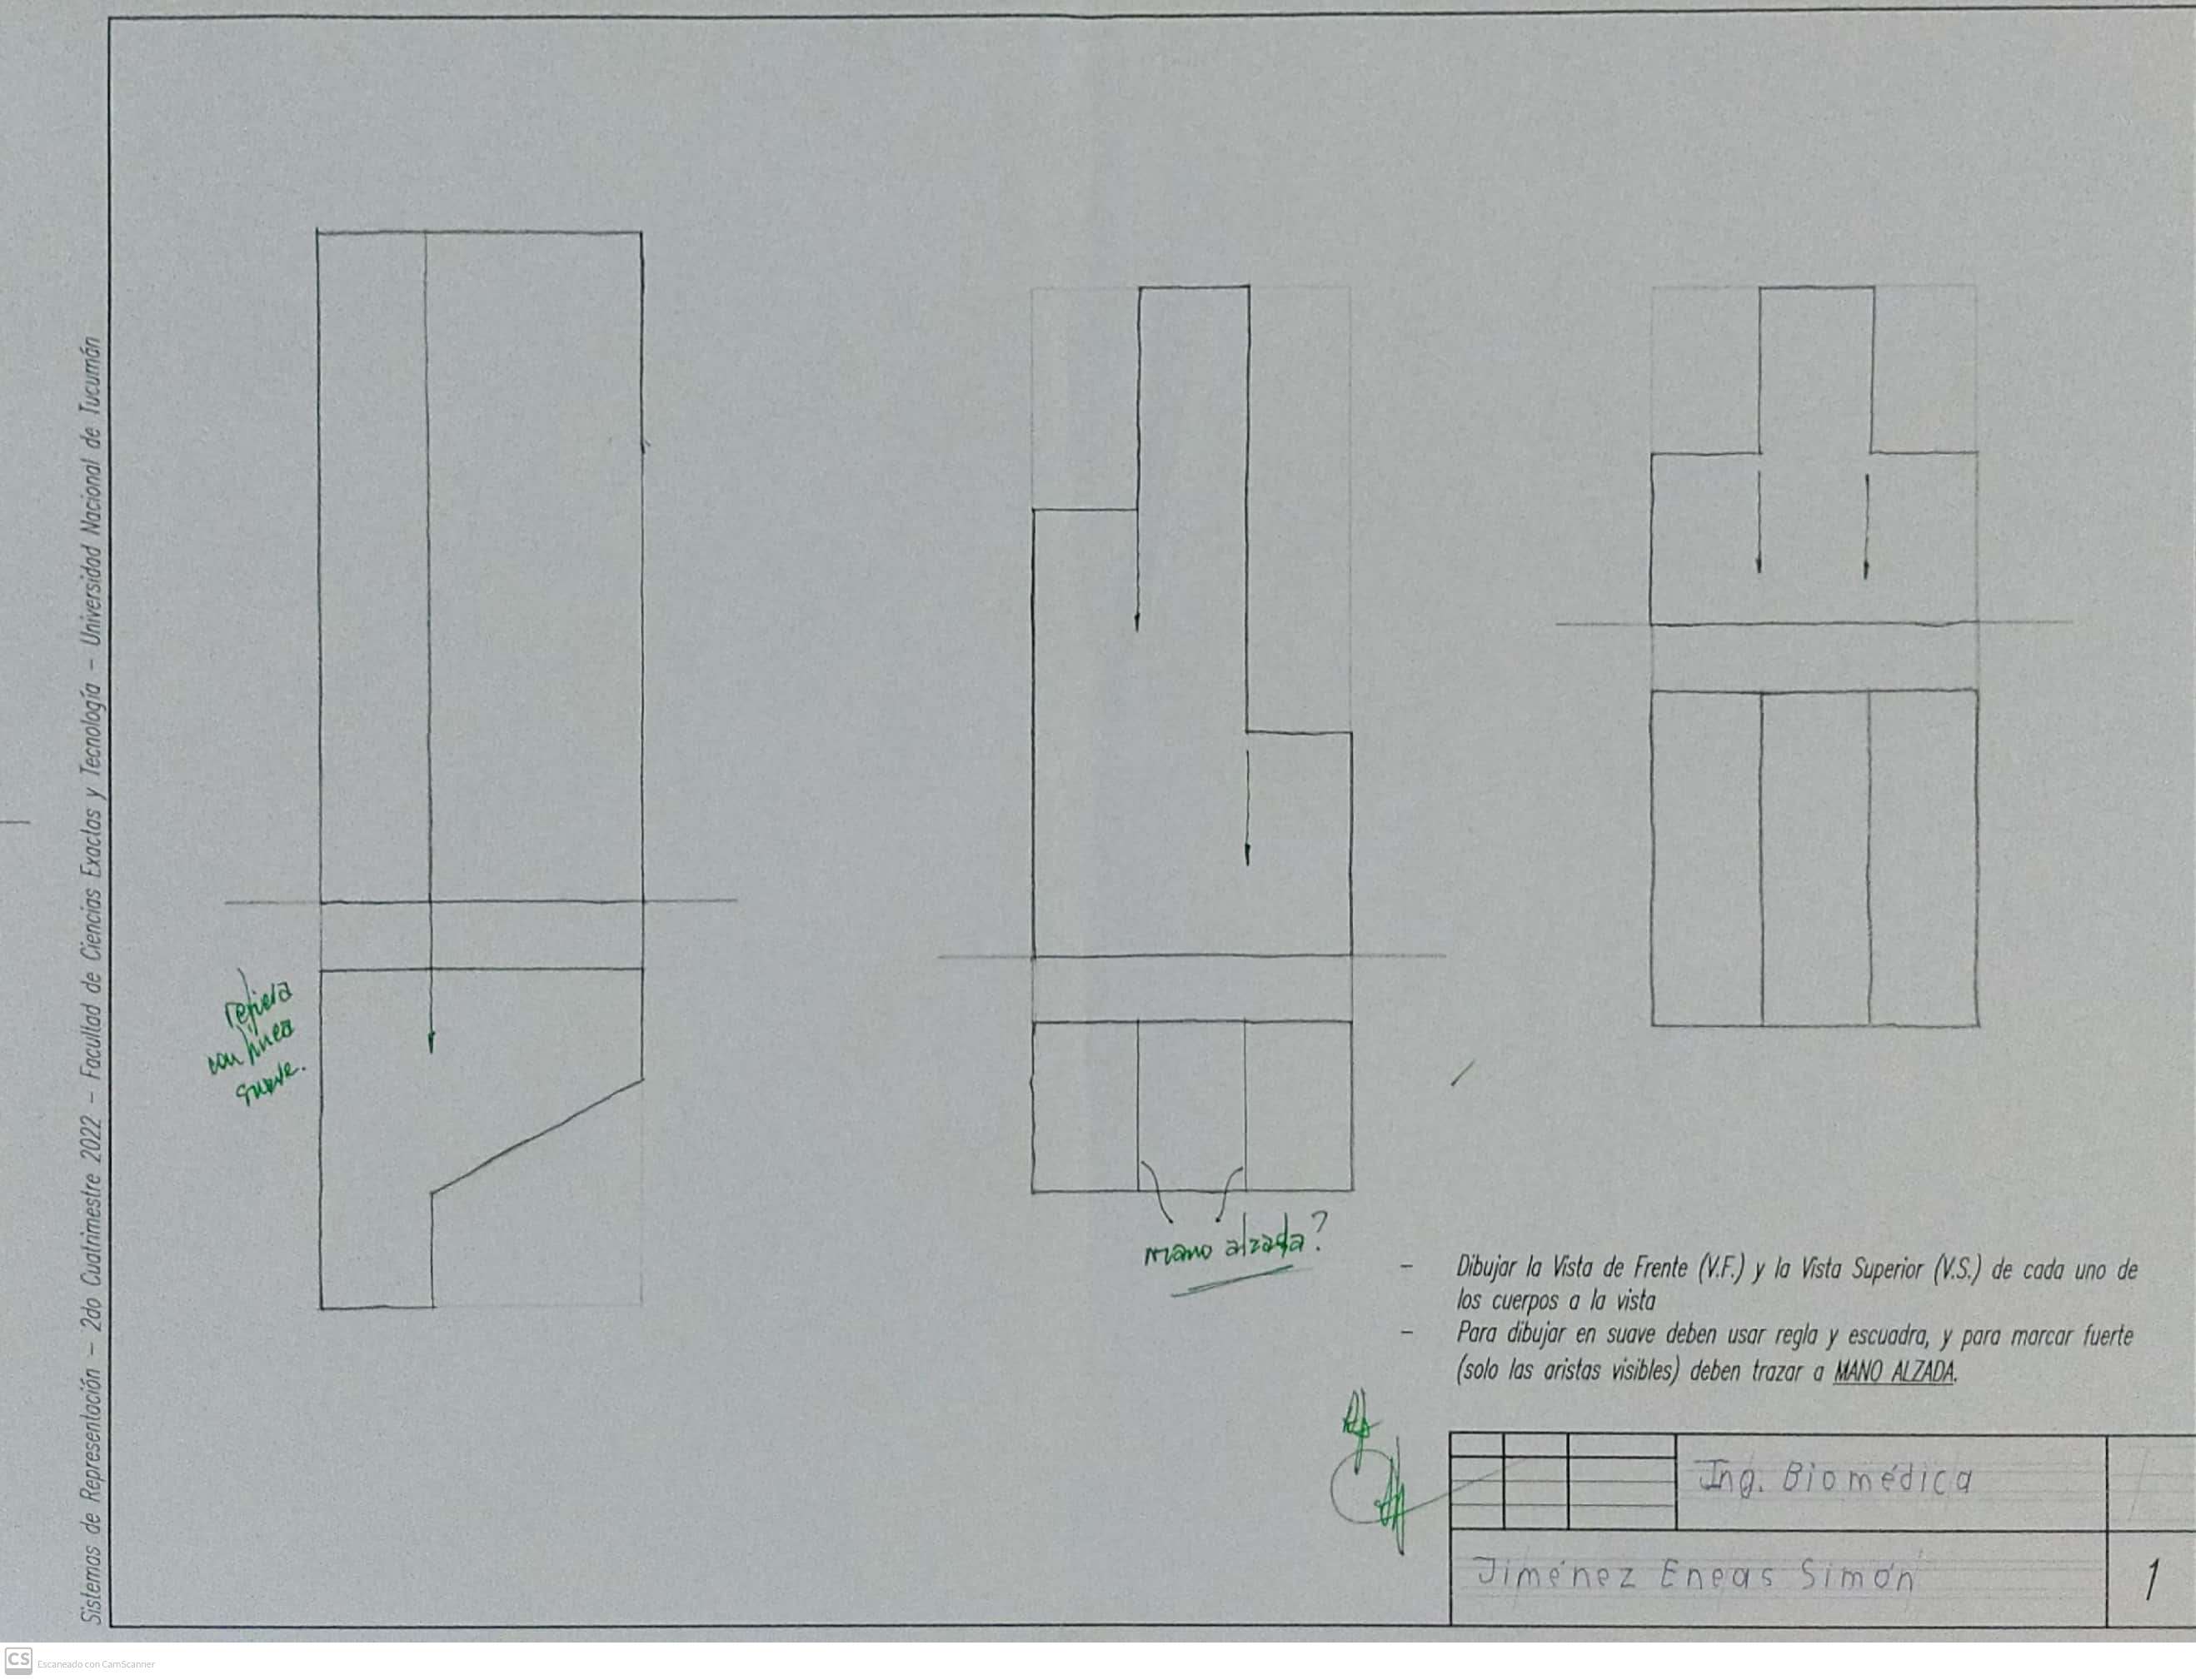 Sistemas de Representación - 2do Cuatrimestre 2022 - Facultad de Ciencias Exactas y Tecnología - Universidad Nacional de Tucumán
con línea
suave.
mano alzada?
- Dibujar la Vista de Frente (V.F.) y la Vista Superior (V.S.) de cada uno de
los cuerpos a la vista
- Para dibujar en suave deben usar regla y escuadra, y para marcar fuerte
(solo las aristas visibles) deben trazar a MANO ALZADA.
Ing. Biomédica
Jiménez Eneas Simón
1
CS Escaneado con CamScanner